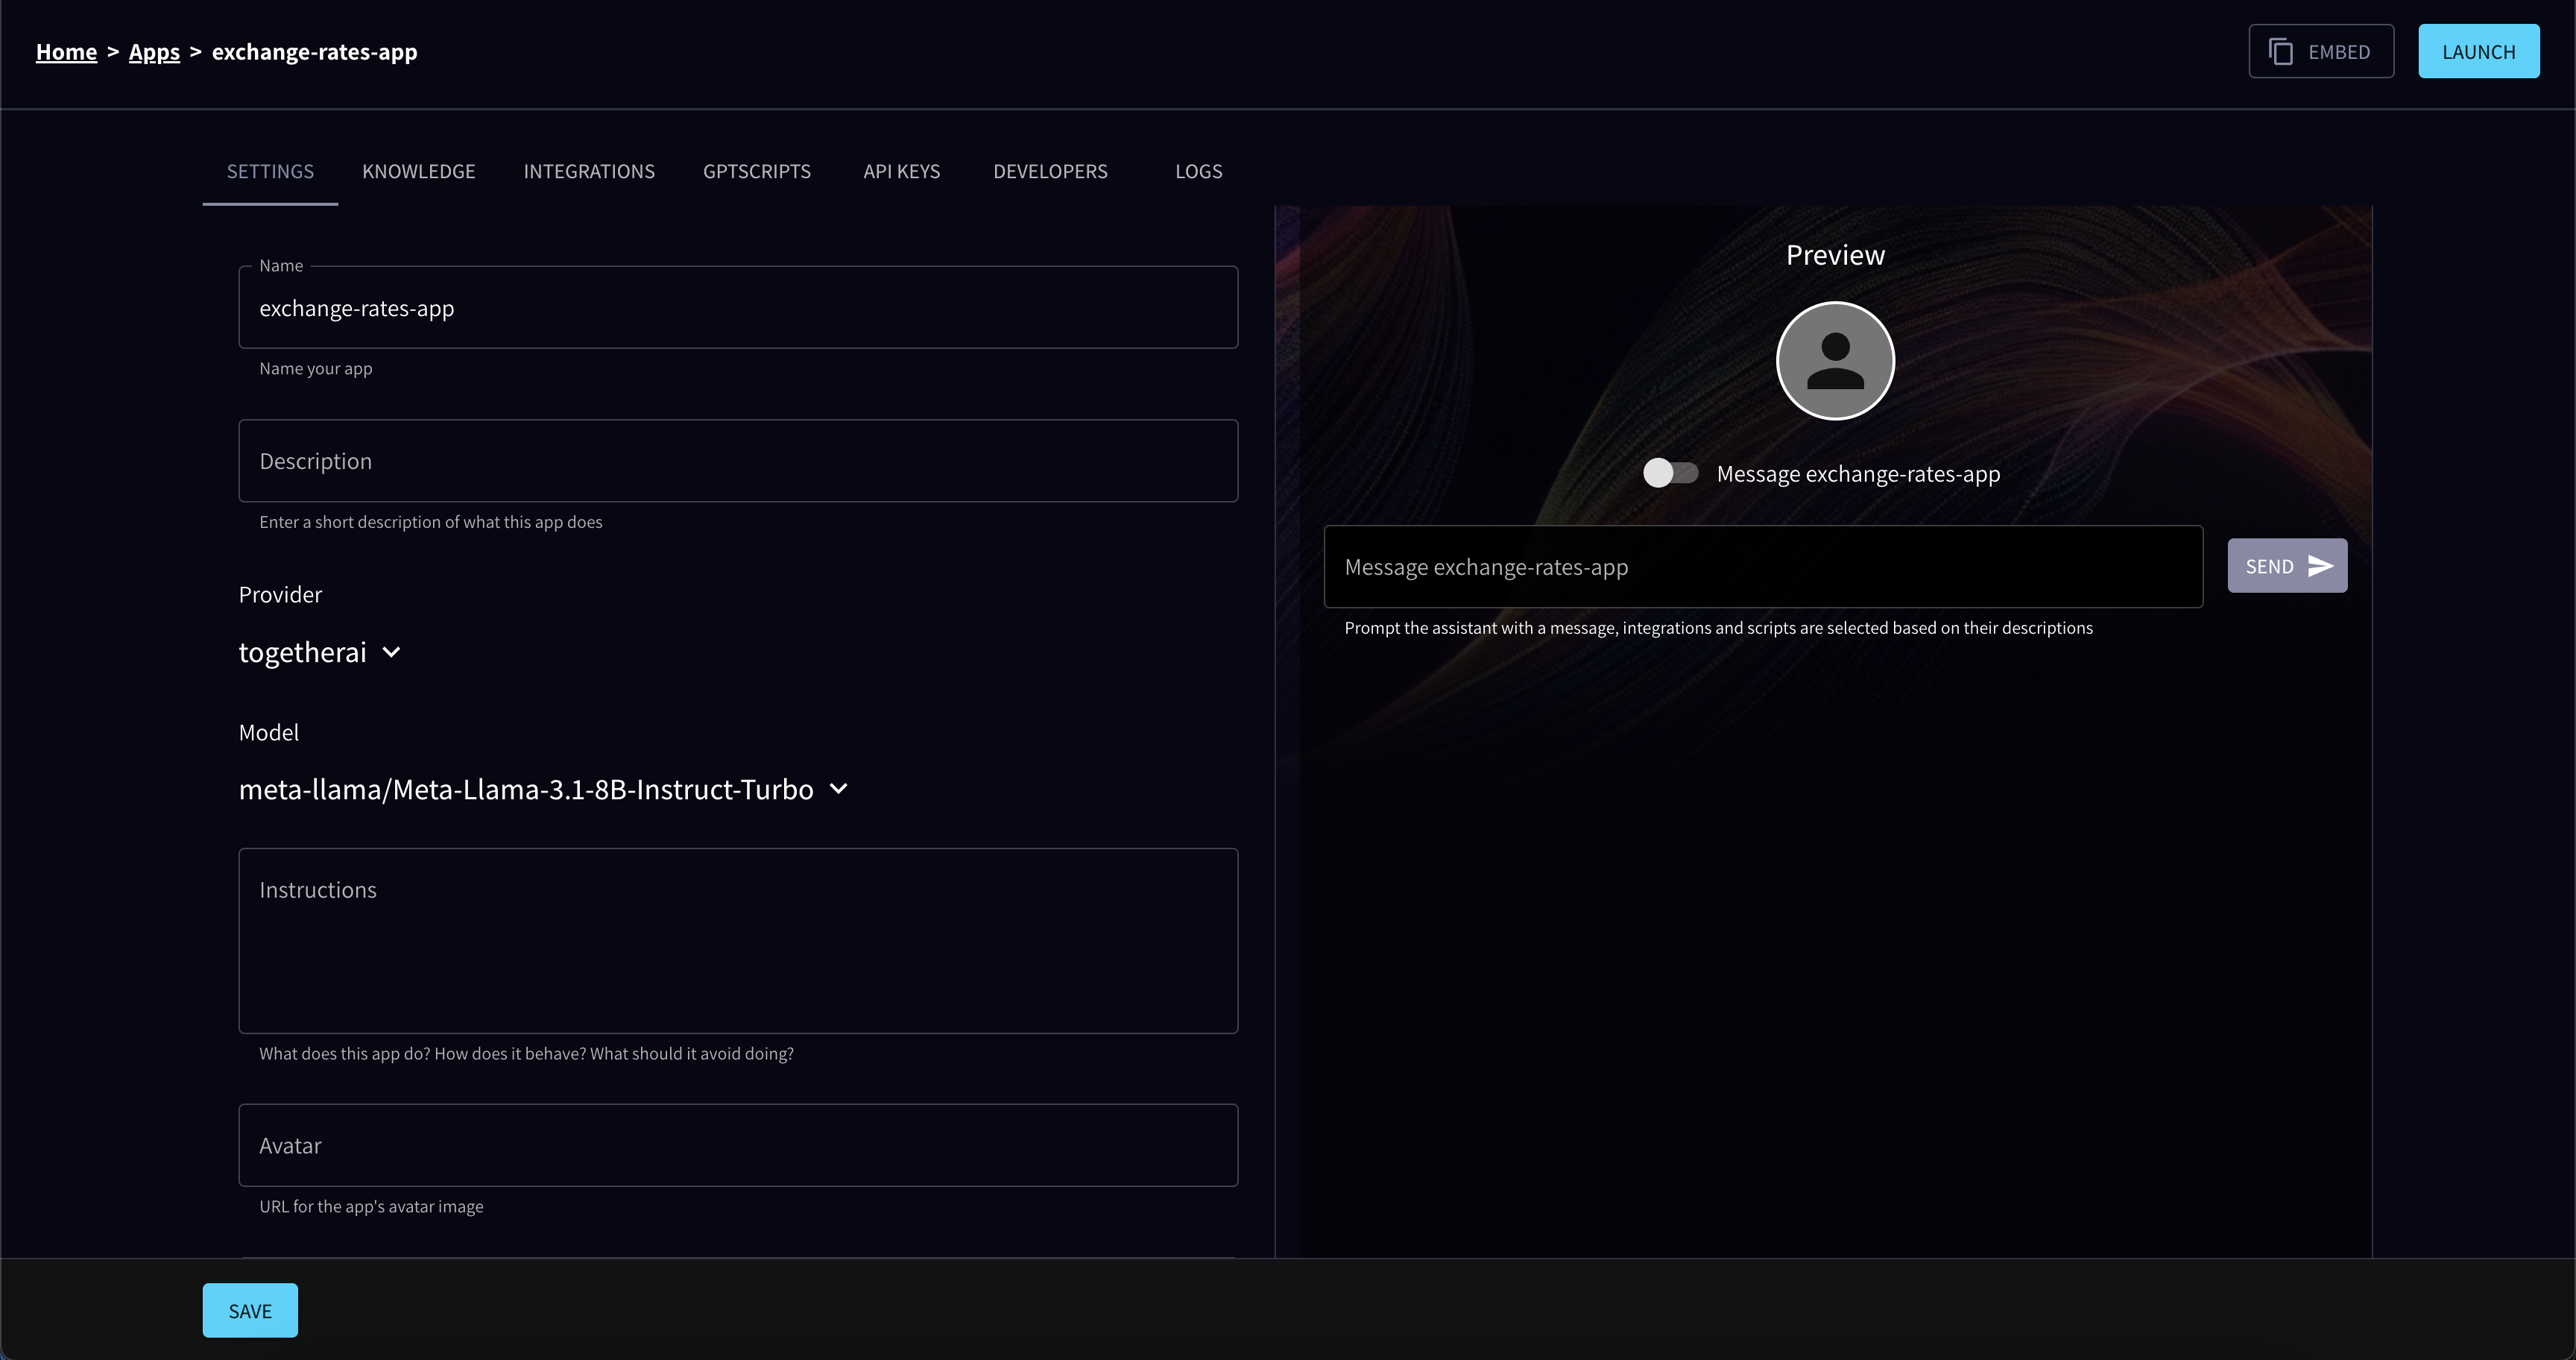 Home > Apps > exchange-rates-app
EMBED
LAUNCH
SETTINGS KNOWLEDGE INTEGRATIONS GPTSCRIPTS API KEYS DEVELOPERS LOGS
Name
exchange-rates-app
Name your app
Description
Enter a short description of what this app does
Provider
togetherai
Model
meta-llama/Meta-Llama-3.1-8B-Instruct-Turbo
Instructions
What does this app do? How does it behave? What should it avoid doing?
Avatar
URL for the app's avatar image
SAVE
Preview
Message exchange-rates-app
Message exchange-rates-app
SEND
Prompt the assistant with a message, integrations and scripts are selected based on their descriptions